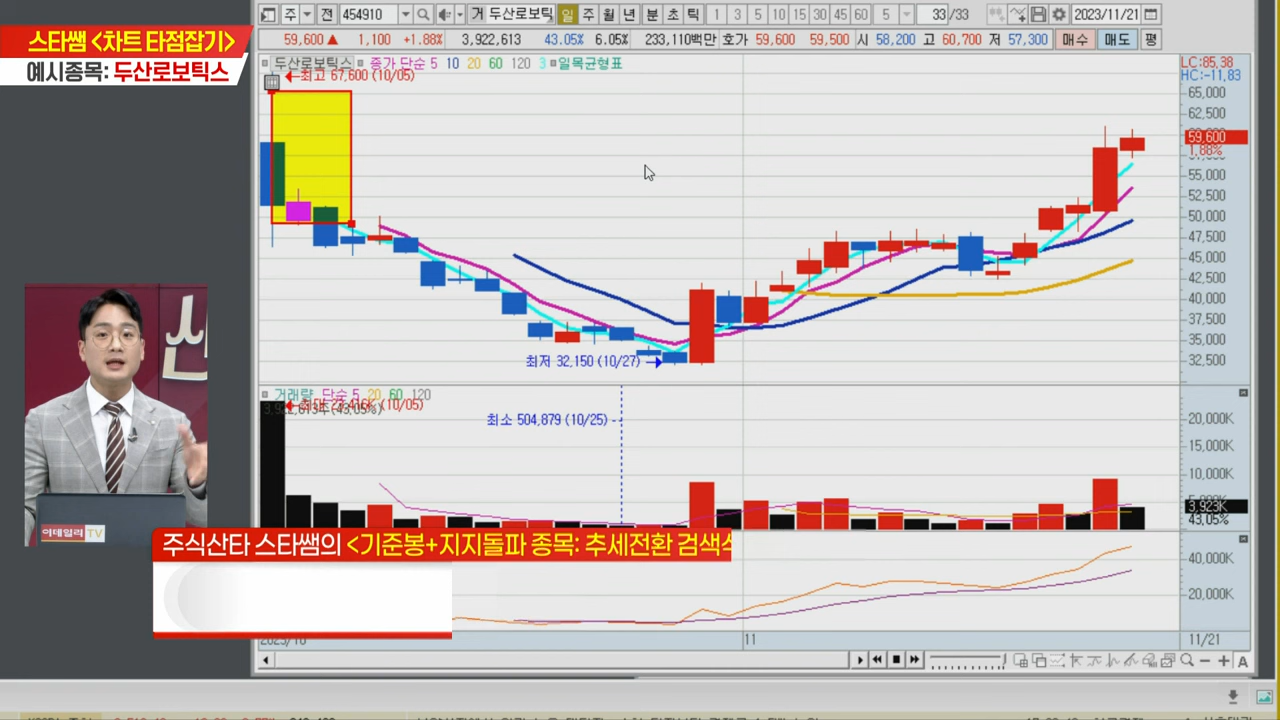 스타쌤 <차트 타점잡기>
예시종목: 두산로보틱스
주 전 454910 거 두산로보틱 일 주 월 년 분 초 틱 1 3 5 10 15 30 45 60 5 33 /33 2023/11/21
59,600 ▲ 1,100 +1.88% 3,922,613 43.05% 6.05% 233,110백만 호가 59,600 59,500 시 58,200 고 60,700 저 57,300 매수 매도 평
두산로보틱스 종가 단순 5 10 20 60 120 3 일목균형표
LC:85,38
HC:-11,83
최고 67,600 (10/05)
65,000
62,500
59,600
1,88%
57,500
55,000
52,500
50,000
47,500
45,000
42,500
40,000
37,500
35,000
32,500
최저 32,150 (10/27)
거래량 단순 5 20 60 120
최소 504,879 (10/25)
20,000K
15,000K
10,000K
3,923K
43,05%
40,000K
20,000K
여데일리TV
주식산타 스타쌤의 <기준봉+지지돌파 종목: 추세전환 검색
11
11/21
A